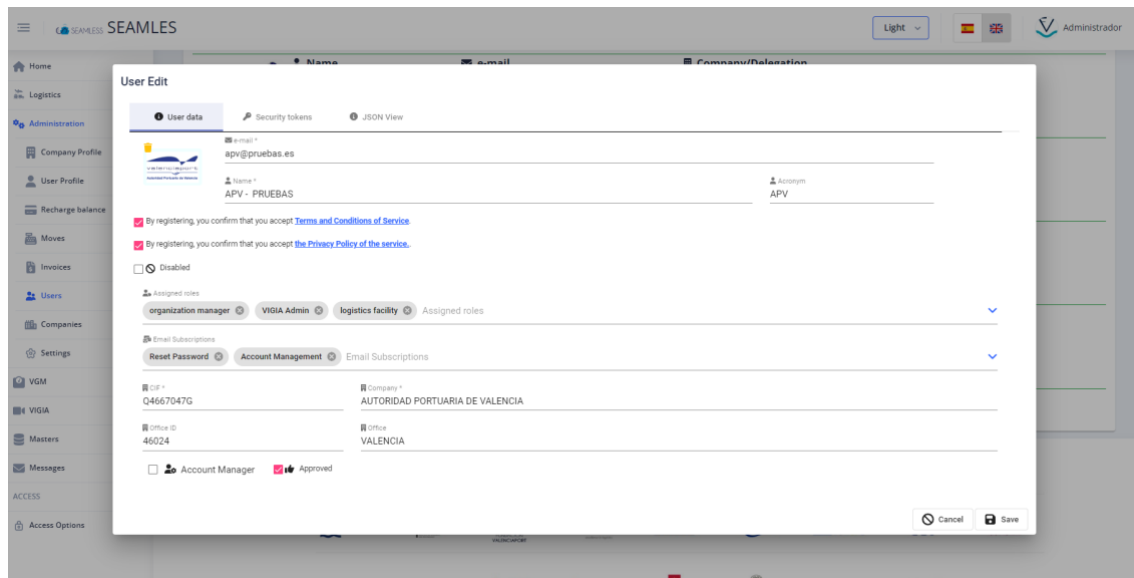 SEAMLESS SEAMLES
Light
Administrador
Home
Logistics
Administration
Company Profile
User Profile
Recharge balance
Moves
Invoices
Users
Companies
Settings
VGM
VIGIA
Masters
Messages
ACCESS
Access Options
Name e-mail Company/Delegation
User Edit
User data Security tokens JSON View
e-mail *
apv@pruebas.es
Name * Acronym
APV - PRUEBAS APV
By registering, you confirm that you accept Terms and Conditions of Service.
By registering, you confirm that you accept the Privacy Policy of the service..
Disabled
Assigned roles
organization manager VIGIA Admin logistics facility Assigned roles
Email Subscriptions
Reset Password Account Management Email Subscriptions
CIF * Company *
Q4667047G AUTORIDAD PORTUARIA DE VALENCIA
Office ID Office
46024 VALENCIA
Account Manager Approved
Cancel Save
VALENCIAPORT